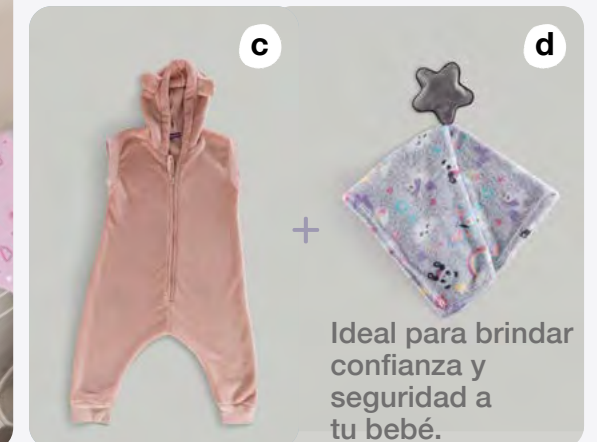 c
d
+
Ideal para brindar
confianza y
seguridad a
tu bebé.